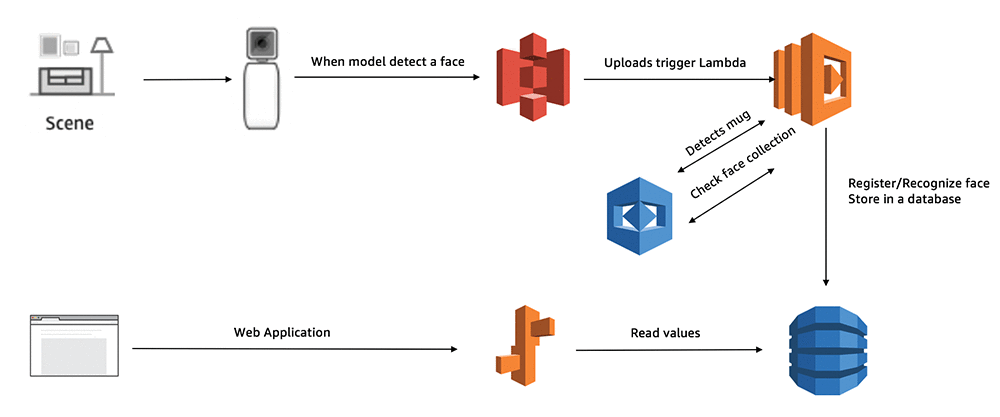 When model detect a face
Uploads trigger Lambda
Scene
Detects mug
Check face collection
Register/Recognize face
Store in a database
Web Application
Read values